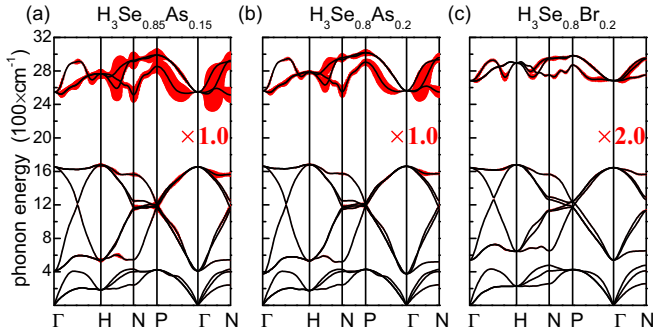 (a) H₃Se₀.₈₅As₀.₁₅ (b) H₃Se₀.₈As₀.₂ (c) H₃Se₀.₈Br₀.₂
phonon energy (100×cm⁻¹)
32
28
24
20
16
12
8
4
×1.0 ×1.0 ×2.0
Γ H N P Γ N Γ H N P Γ N Γ H N P Γ N